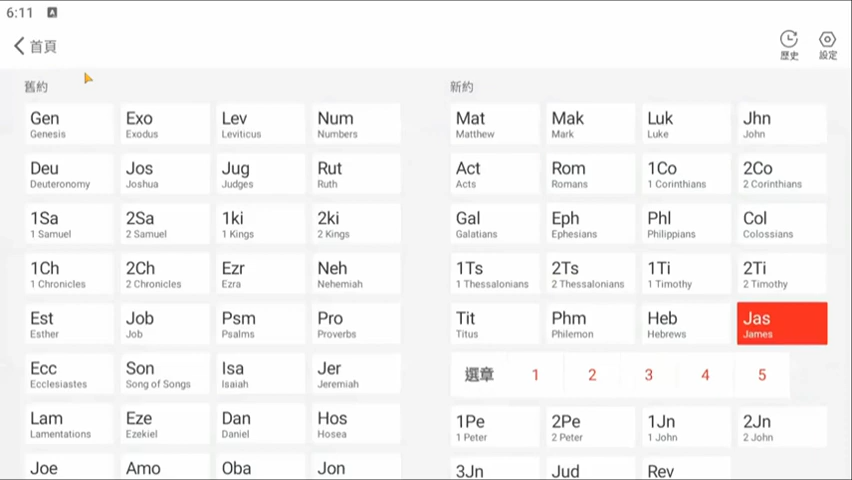 6:11
首頁
歷史
設定
舊約
Gen
Genesis
Exo
Exodus
Lev
Leviticus
Num
Numbers
Deu
Deuteronomy
Jos
Joshua
Jug
Judges
Rut
Ruth
1Sa
1 Samuel
2Sa
2 Samuel
1ki
1 Kings
2ki
2 Kings
1Ch
1 Chronicles
2Ch
2 Chronicles
Ezr
Ezra
Neh
Nehemiah
Est
Esther
Job
Job
Psm
Psalms
Pro
Proverbs
Ecc
Ecclesiastes
Son
Song of Songs
Isa
Isaiah
Jer
Jeremiah
Lam
Lamentations
Eze
Ezekiel
Dan
Daniel
Hos
Hosea
Joe
Amo
Oba
Jon
新約
Mat
Matthew
Mak
Mark
Luk
Luke
Jhn
John
Act
Acts
Rom
Romans
1Co
1 Corinthians
2Co
2 Corinthians
Gal
Galatians
Eph
Ephesians
Phl
Philippians
Col
Colossians
1Ts
1 Thessalonians
2Ts
2 Thessalonians
1Ti
1 Timothy
2Ti
2 Timothy
Tit
Titus
Phm
Philemon
Heb
Hebrews
Jas
James
選章 1 2 3 4 5
1Pe
1 Peter
2Pe
2 Peter
1Jn
1 John
2Jn
2 John
3Jn
Jud
Rev